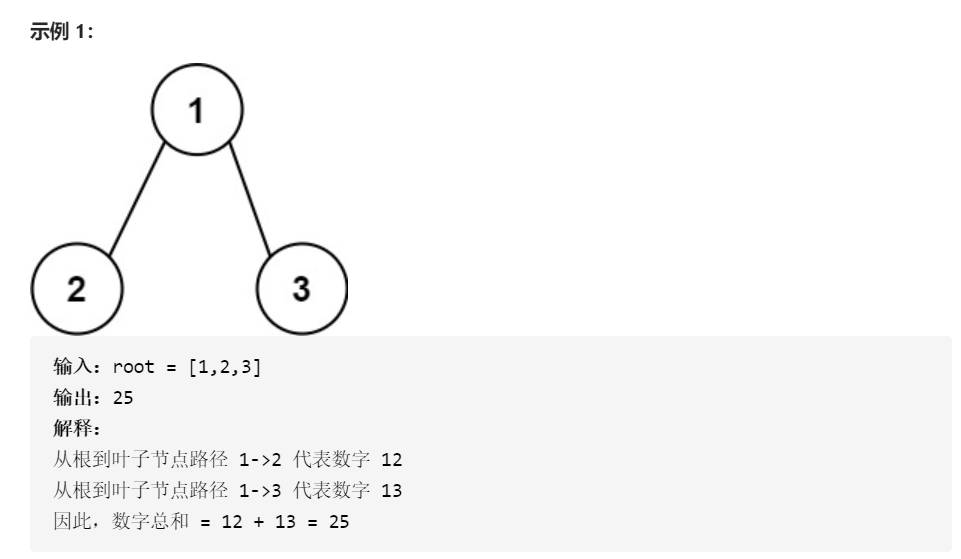 示例 1：
1
2 3
输入：root = [1,2,3]
输出：25
解释：
从根到叶子节点路径 1->2 代表数字 12
从根到叶子节点路径 1->3 代表数字 13
因此，数字总和 = 12 + 13 = 25